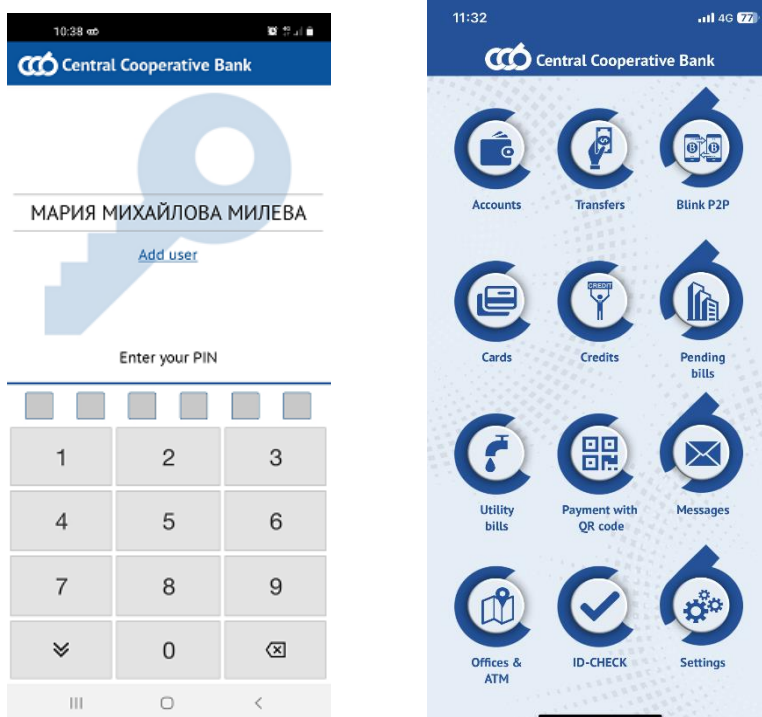 10:38
Central Cooperative Bank
МАРИЯ МИХАЙЛОВА МИЛЕВА
Add user
Enter your PIN
1 2 3
4 5 6
7 8 9
0
11:32
4G 77
Central Cooperative Bank
Accounts Transfers Blink P2P
CREDIT
Cards Credits Pending
bills
Utility Payment with Messages
bills QR code
Offices & ID-CHECK Settings
ATM